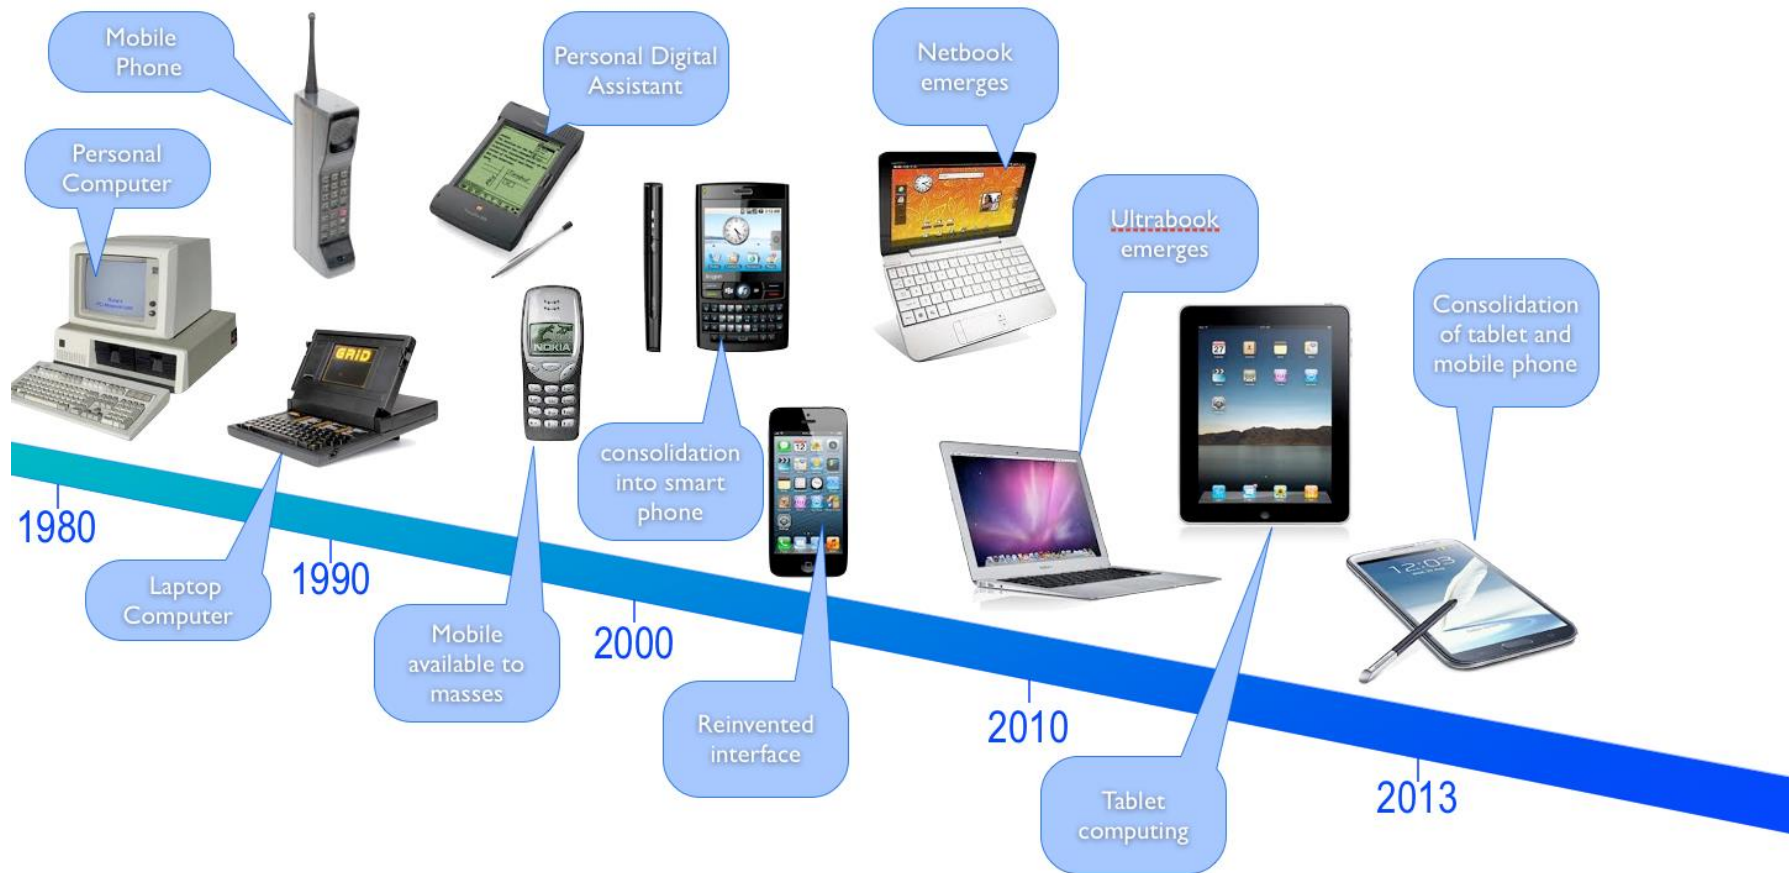 Mobile
Phone
Personal Digital
Assistant
Netbook
emerges
Personal
Computer
Ultrabook
emerges
Consolidation
of tablet and
mobile phone
GRiD
NOKIA
consolidation
into smart
phone
12:03
1980
1990
2000
2010
2013
Laptop
Computer
Mobile
available to
masses
Reinvented
interface
Tablet
computing